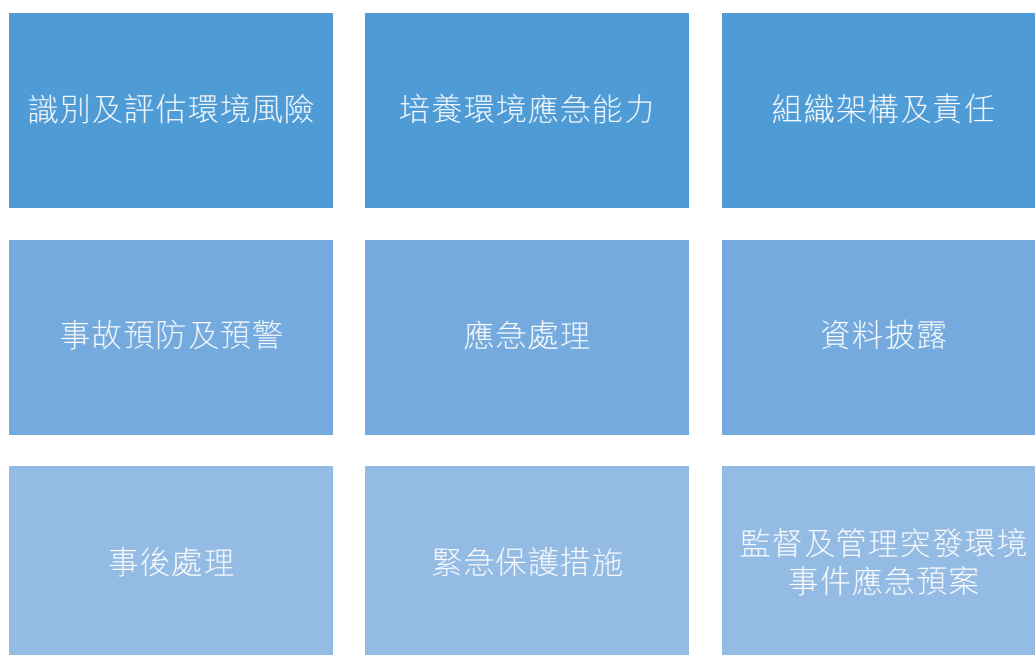 識別及評估環境風險
培養環境應急能力
組織架構及責任
事故預防及預警
應急處理
資料披露
事後處理
緊急保護措施
監督及管理突發環境
事件應急預案